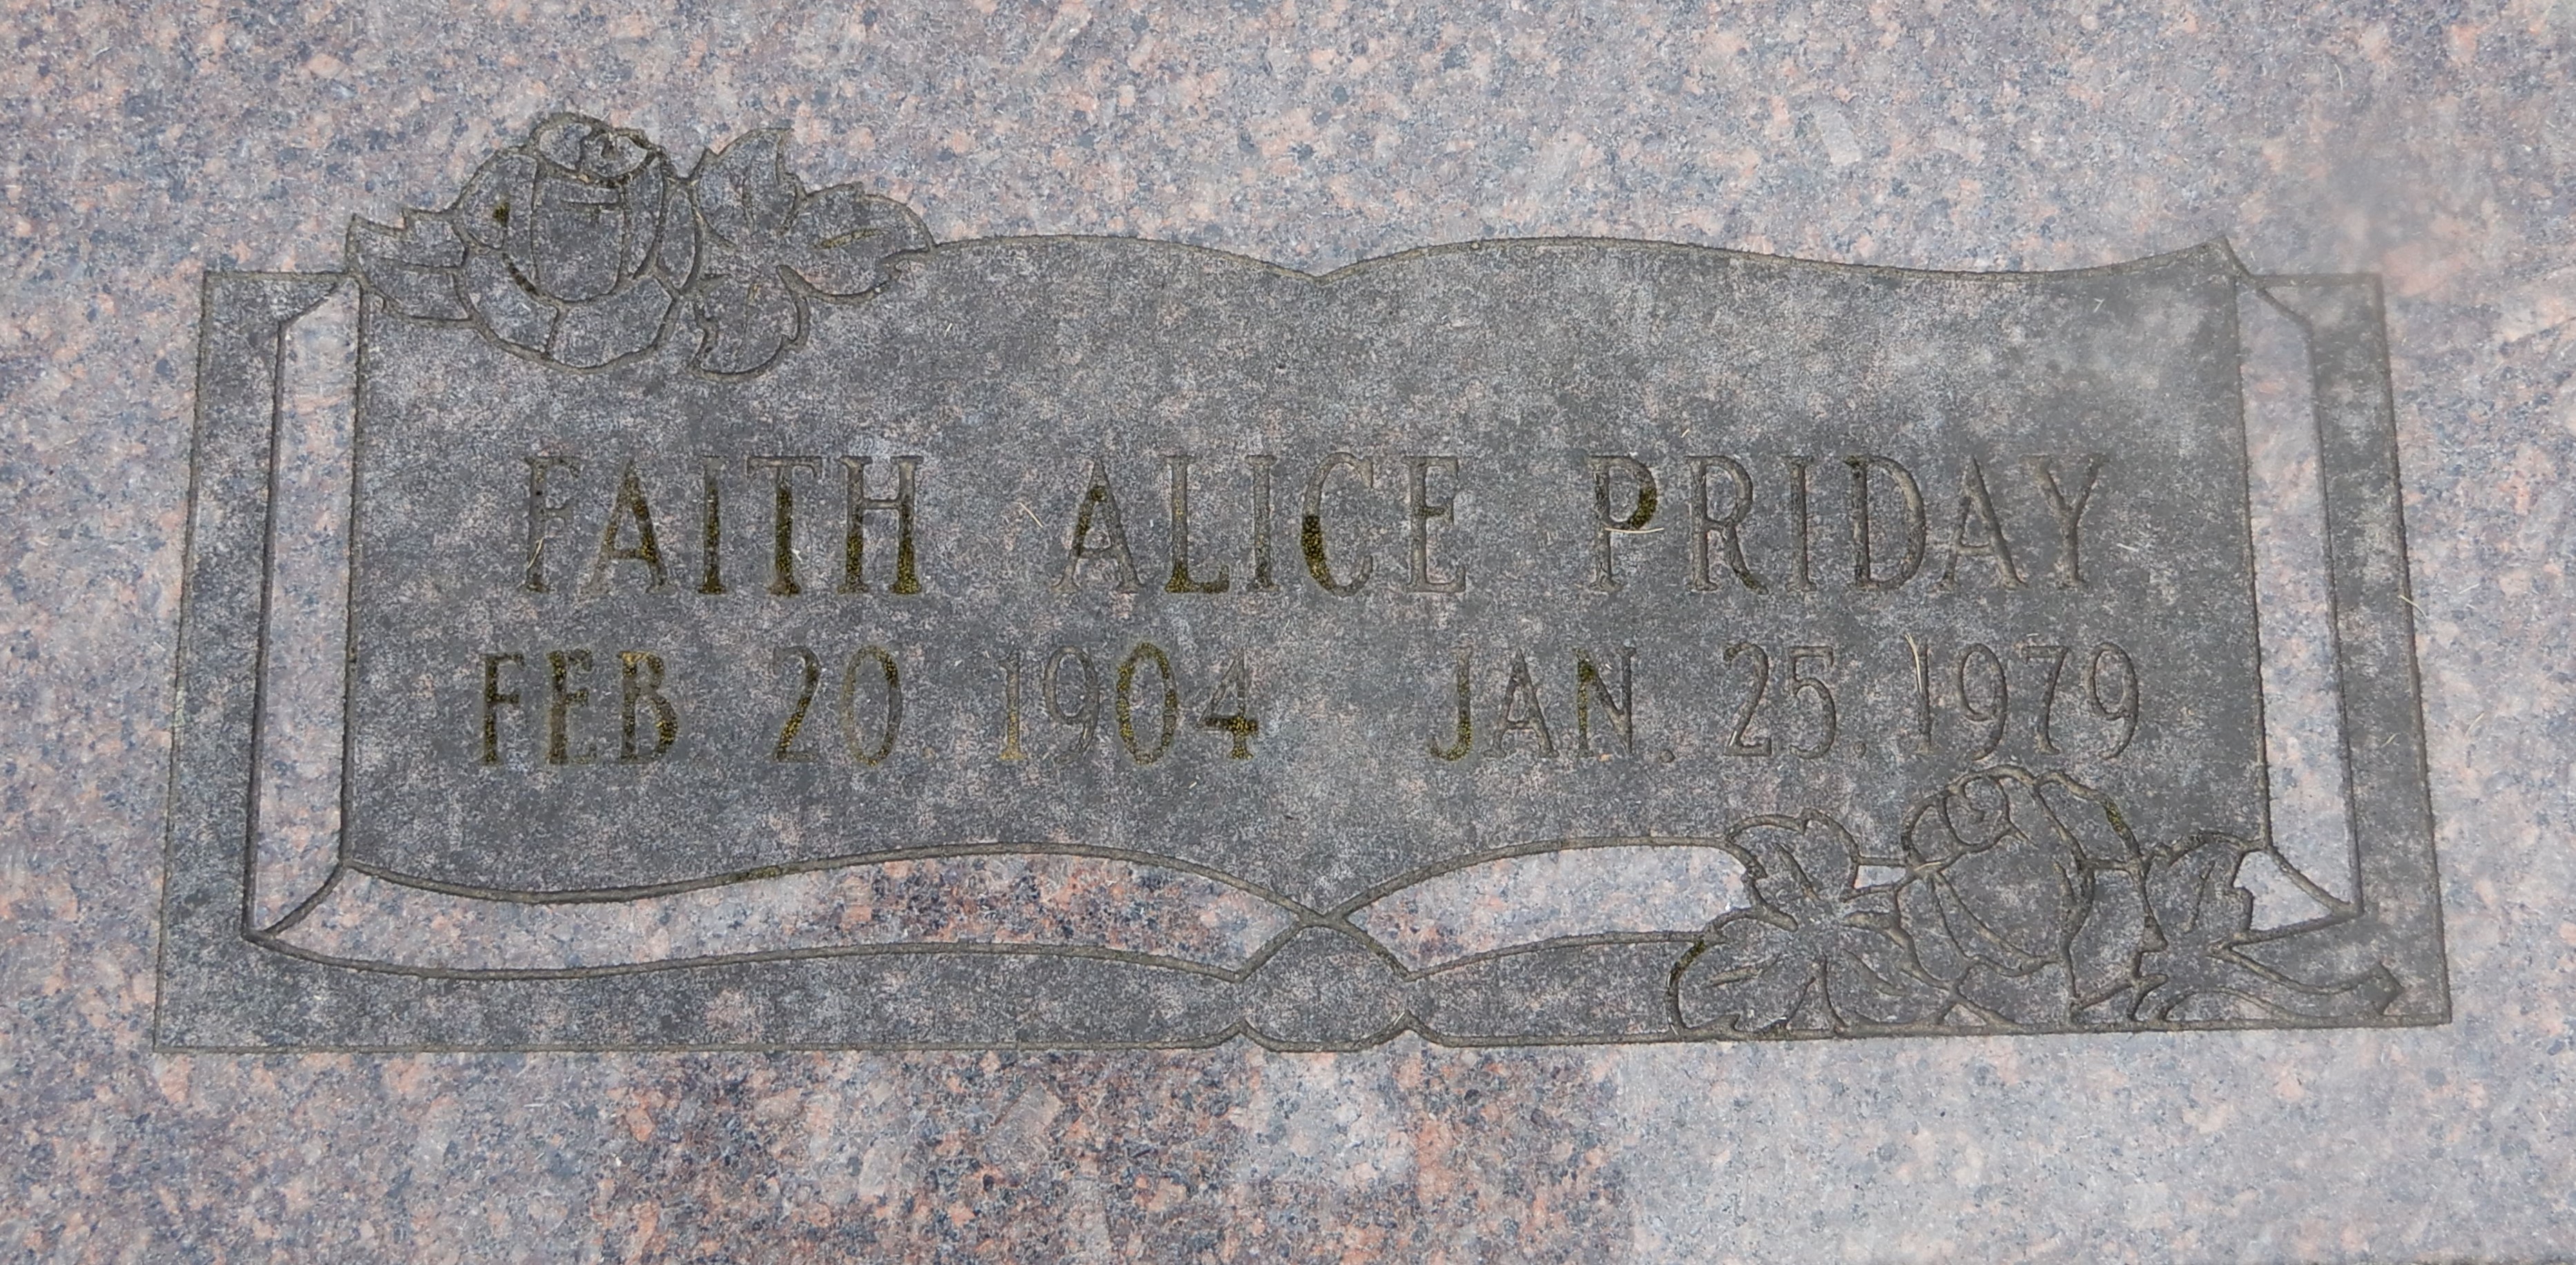 FAITH ALICE PRIDAY
FEB 20 1904 JAN. 25. 1979